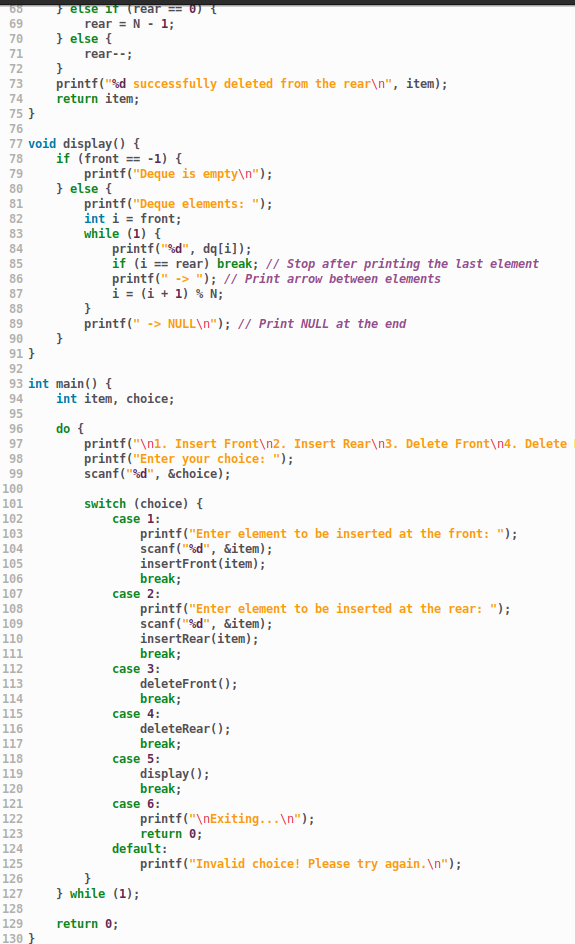 68     } else if (rear == 0) {
69         rear = N - 1;
70     } else {
71         rear--;
72     }
73     printf("%d successfully deleted from the rear\n", item);
74     return item;
75 }
76
77 void display() {
78     if (front == -1) {
79         printf("Deque is empty\n");
80     } else {
81         printf("Deque elements: ");
82         int i = front;
83         while (1) {
84             printf("%d", dq[i]);
85             if (i == rear) break; // Stop after printing the last element
86             printf(" -> "); // Print arrow between elements
87             i = (i + 1) % N;
88         }
89         printf(" -> NULL\n"); // Print NULL at the end
90     }
91 }
92
93 int main() {
94     int item, choice;
95
96     do {
97         printf("\n1. Insert Front\n2. Insert Rear\n3. Delete Front\n4. Delete
98         printf("Enter your choice: ");
99         scanf("%d", &choice);
100
101         switch (choice) {
102             case 1:
103                 printf("Enter element to be inserted at the front: ");
104                 scanf("%d", &item);
105                 insertFront(item);
106                 break;
107             case 2:
108                 printf("Enter element to be inserted at the rear: ");
109                 scanf("%d", &item);
110                 insertRear(item);
111                 break;
112             case 3:
113                 deleteFront();
114                 break;
115             case 4:
116                 deleteRear();
117                 break;
118             case 5:
119                 display();
120                 break;
121             case 6:
122                 printf("\nExiting...\n");
123                 return 0;
124             default:
125                 printf("Invalid choice! Please try again.\n");
126         }
127     } while (1);
128
129     return 0;
130 }